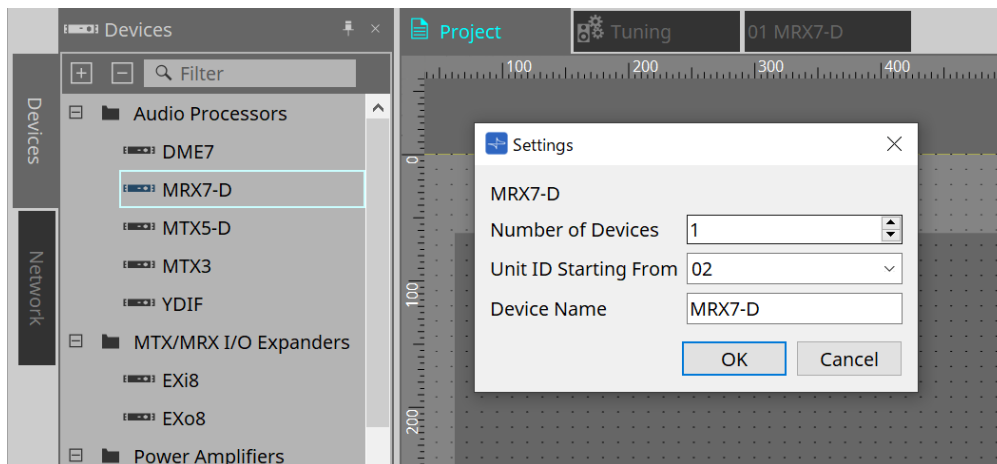 Devices
Filter
Audio Processors
DME7
MRX7-D
MTX5-D
MTX3
YDIF
MTX/MRX I/O Expanders
EXi8
EXo8
Power Amplifiers
Devices
Network
Project
Tuning
01 MRX7-D
100 200 300 400
0
100
200
Settings
MRX7-D
Number of Devices 1
Unit ID Starting From 02
Device Name MRX7-D
OK Cancel